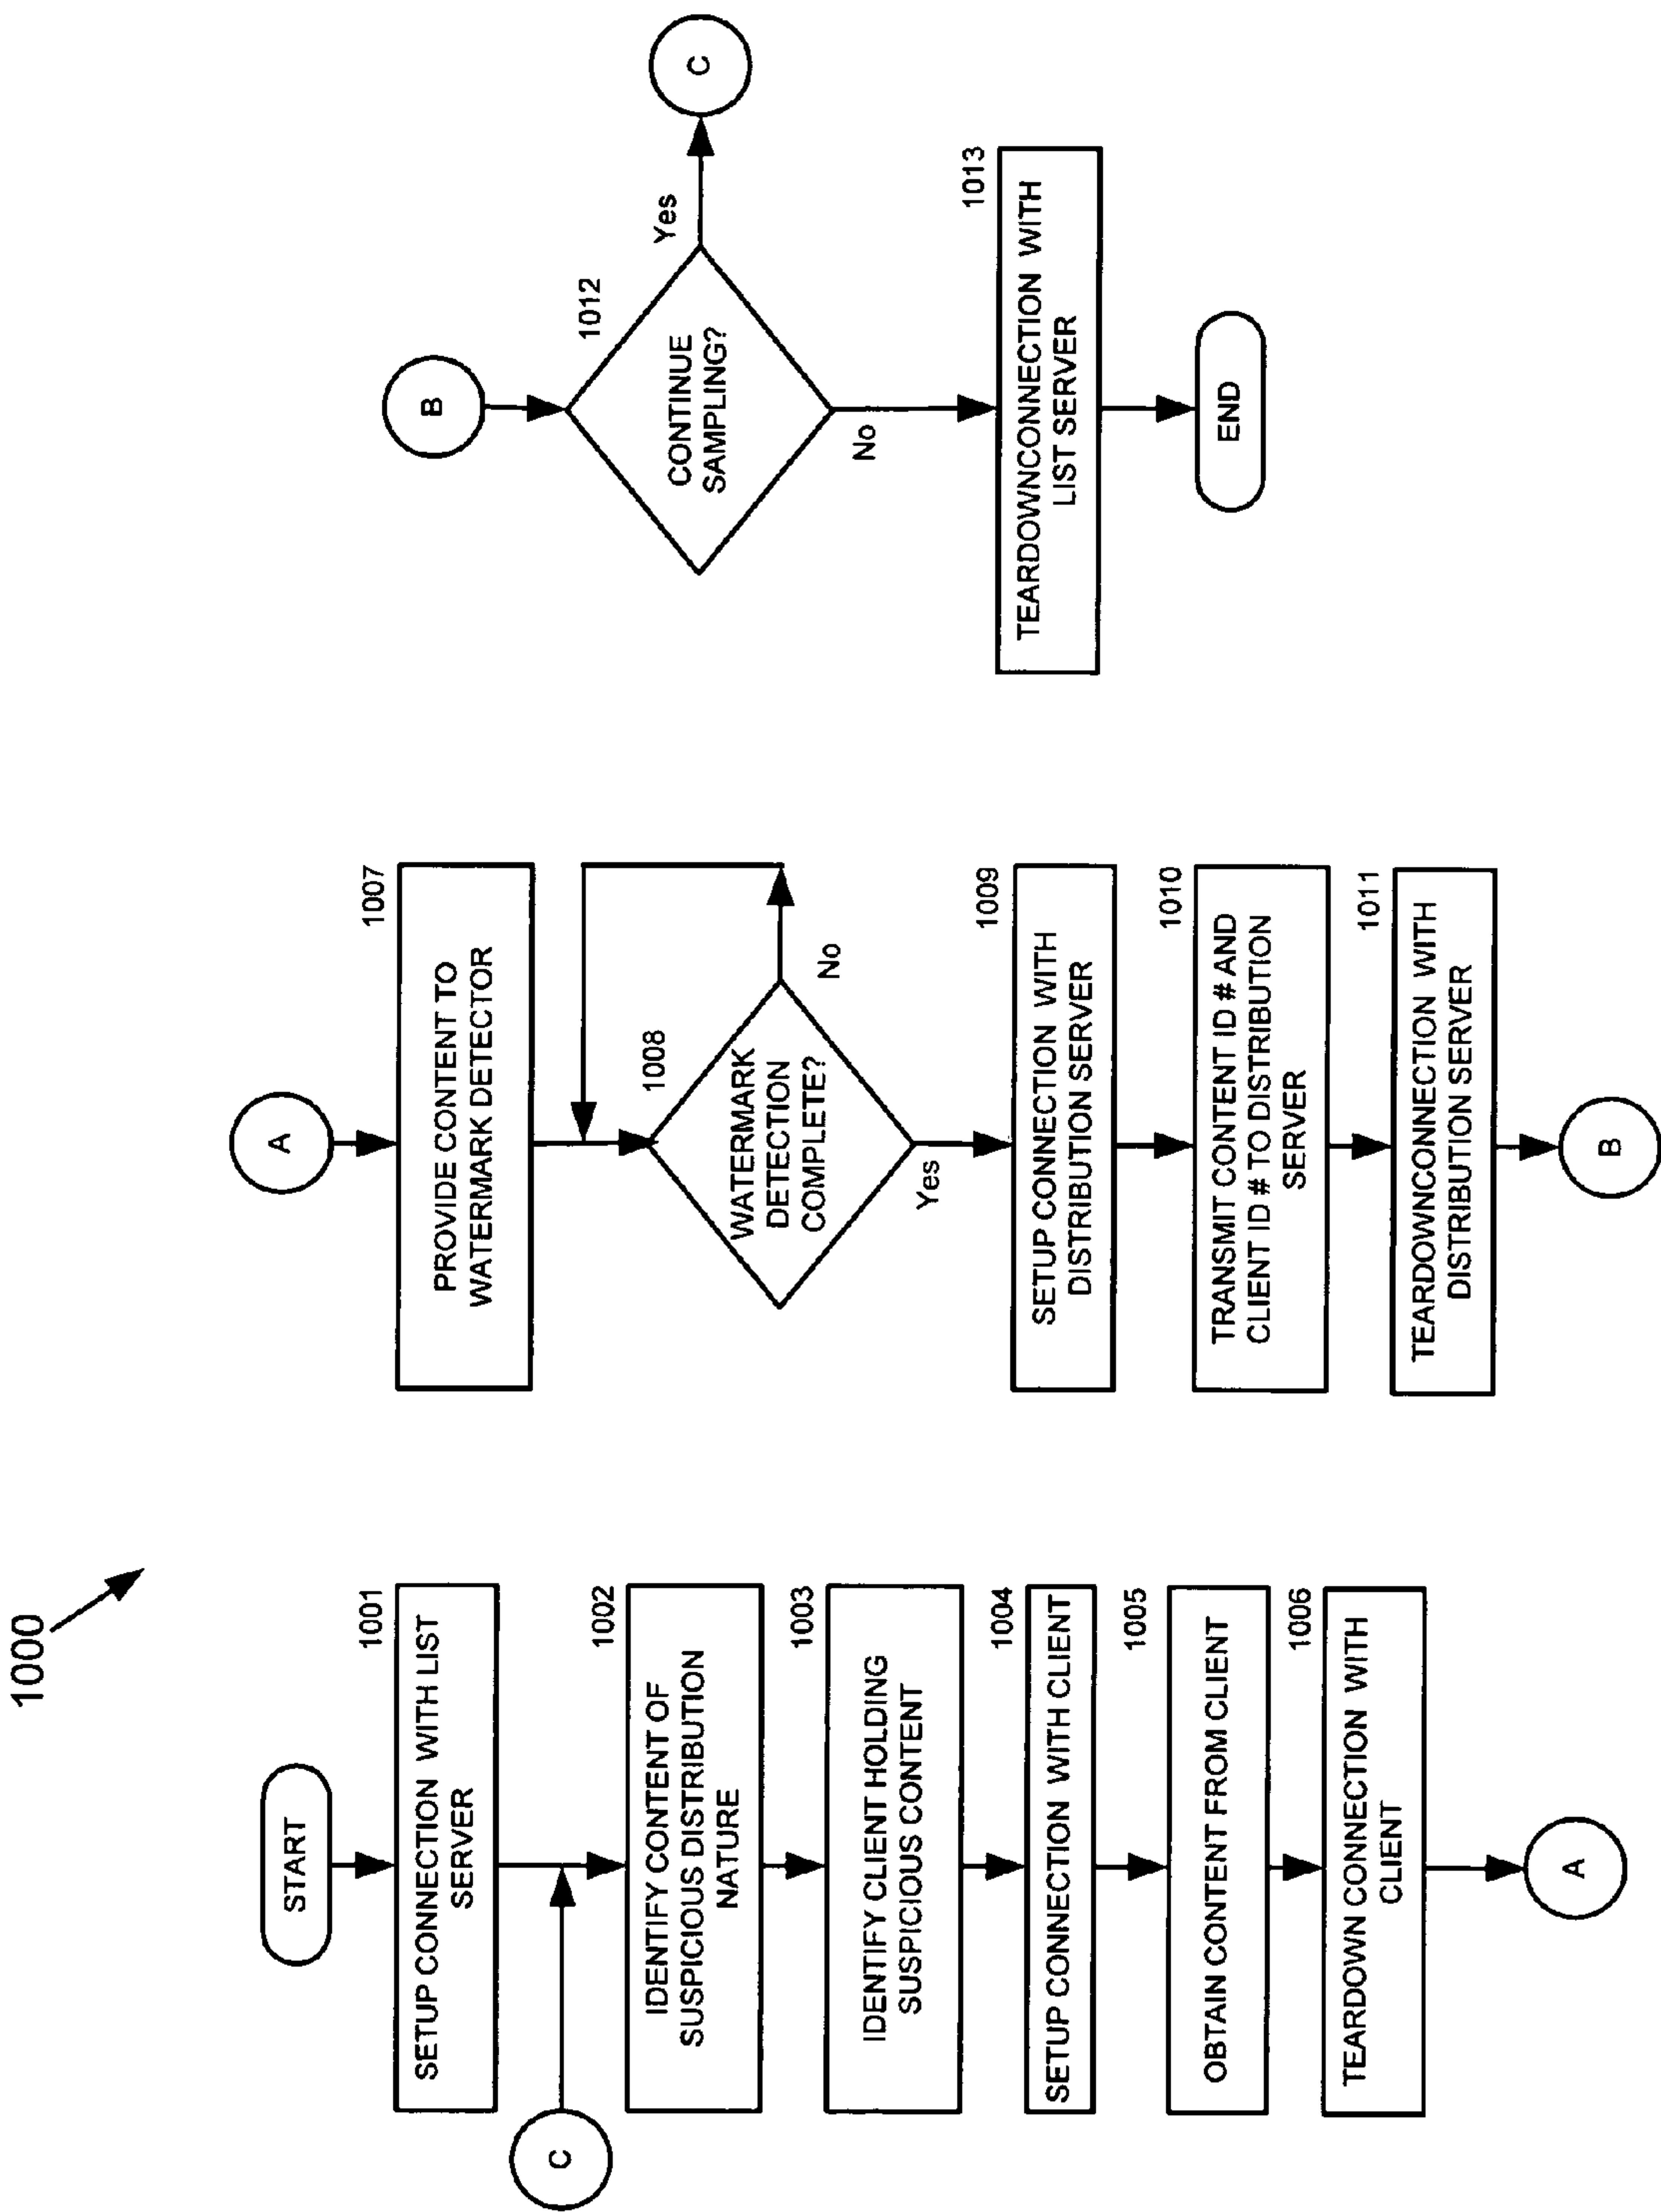 1000
START
1001
SETUP CONNECTION WITH LIST
SERVER
C
1002
IDENTIFY CONTENT OF
SUSPICIOUS DISTRIBUTION
NATURE
1003
IDENTIFY CLIENT HOLDING
SUSPICIOUS CONTENT
1004
SETUP CONNECTION WITH CLIENT
1005
OBTAIN CONTENT FROM CLIENT
1006
TEARDOWN CONNECTION WITH
CLIENT
A
A
1007
PROVIDE CONTENT TO
WATERMARK DETECTOR
1008
WATERMARK
DETECTION
COMPLETE?
No
Yes
1009
SETUP CONNECTION WITH
DISTRIBUTION SERVER
1010
TRANSMIT CONTENT ID # AND
CLIENT ID # TO DISTRIBUTION
SERVER
1011
TEARDOWNCONNECTION WITH
DISTRIBUTION SERVER
B
B
1012
CONTINUE
SAMPLING?
Yes
C
No
1013
TEARDOWNCONNECTION WITH
LIST SERVER
END